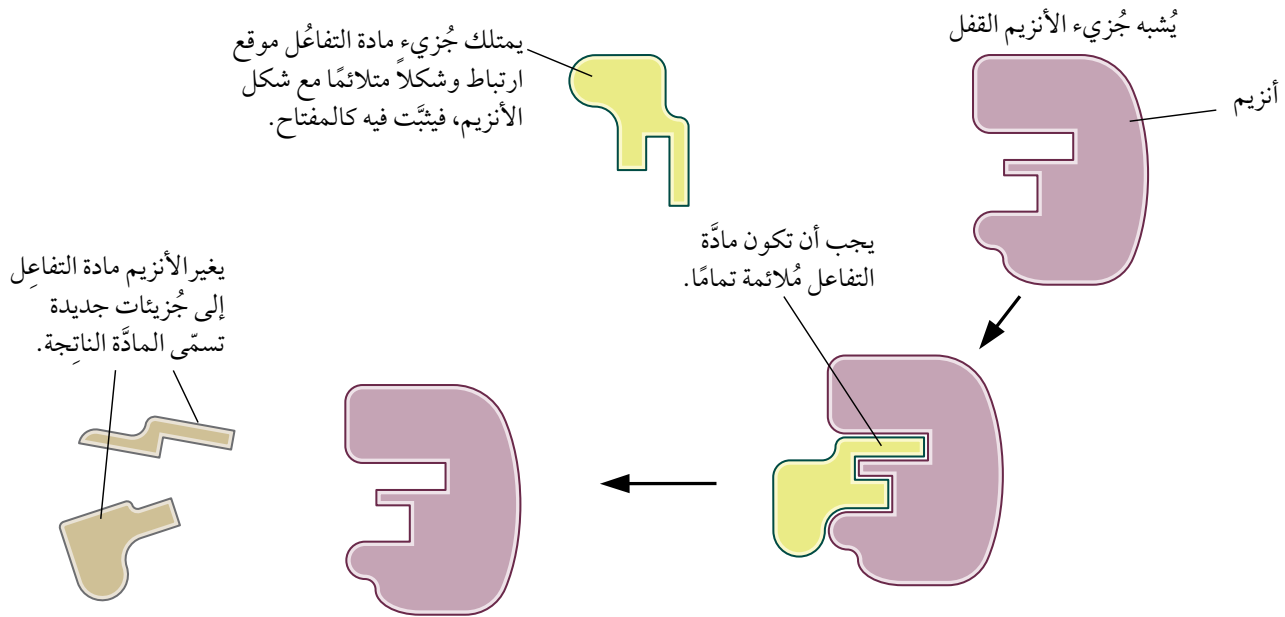 يُشبه جُزيء الأنزيم القفل
أنزيم
يمتلك جُزيء مادة التفاعُل موقع
ارتباط وشكلاً متلائمًا مع شكل
الأنزيم، فيثبَّت فيه كالمفتاح.
يجب أن تكون مادَّة
التفاعل مُلائمة تمامًا.
يغير الأنزيم مادة التفاعِل
إلى جُزيئات جديدة
تسمّى المادَّة الناتِجة.